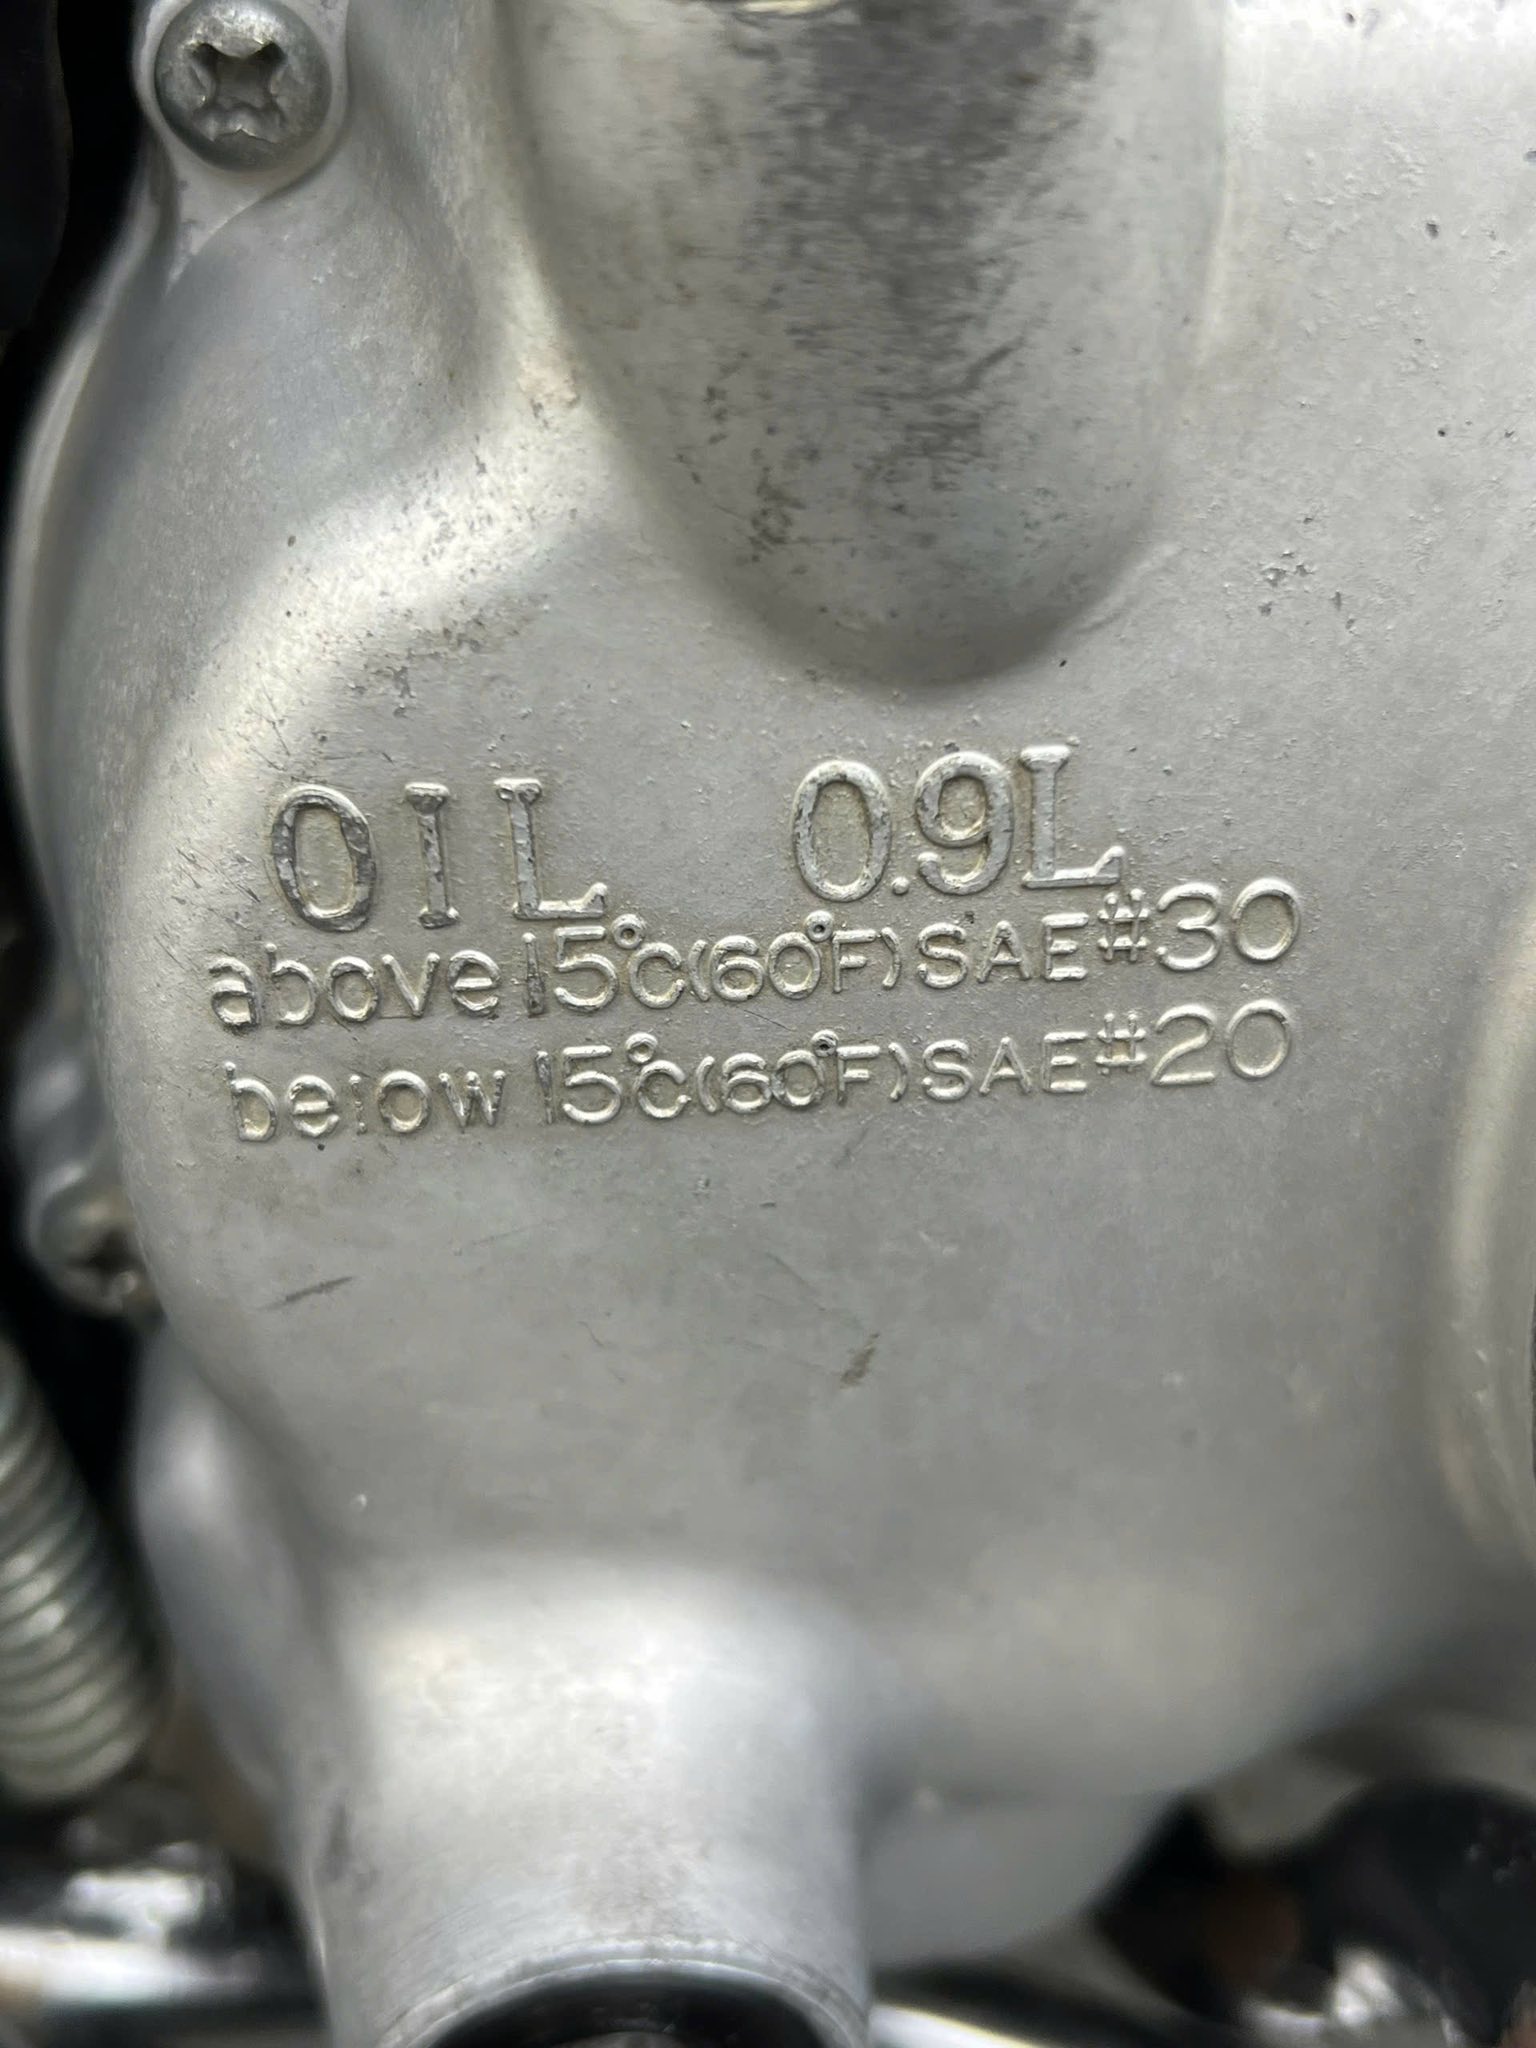 OIL 0.9L
above 15°C(60°F) SAE#30
below 15°C(60°F) SAE#20